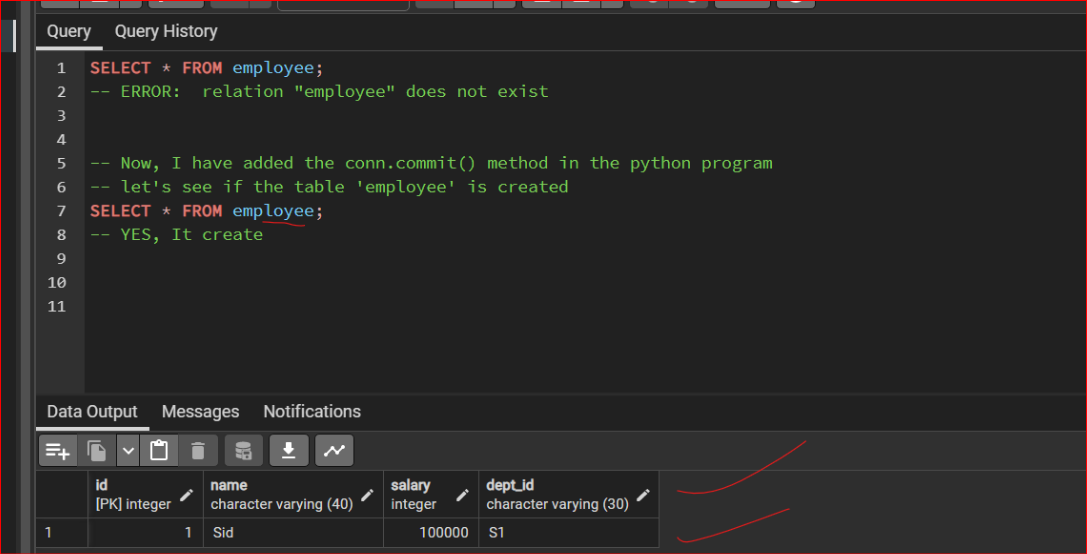 Query Query History
1 SELECT * FROM employee;
2 -- ERROR:  relation "employee" does not exist
3
4
5 -- Now, I have added the conn.commit() method in the python program
6 -- let's see if the table 'employee' is created
7 SELECT * FROM employee;
8 -- YES, It create
9
10
11
Data Output Messages Notifications
id name salary dept_id
[PK] integer character varying (40) integer character varying (30)
1 1 Sid 100000 S1